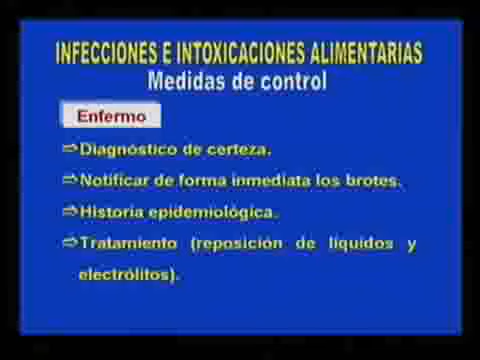 INFECCIONES E INTOXICACIONES ALIMENTARIAS
Medidas de control
Enfermo
⇨Diagnóstico de certeza.
⇨Notificar de forma inmediata los brotes.
⇨Historia epidemiológica.
⇨Tratamiento (reposición de líquidos y
electrólitos).